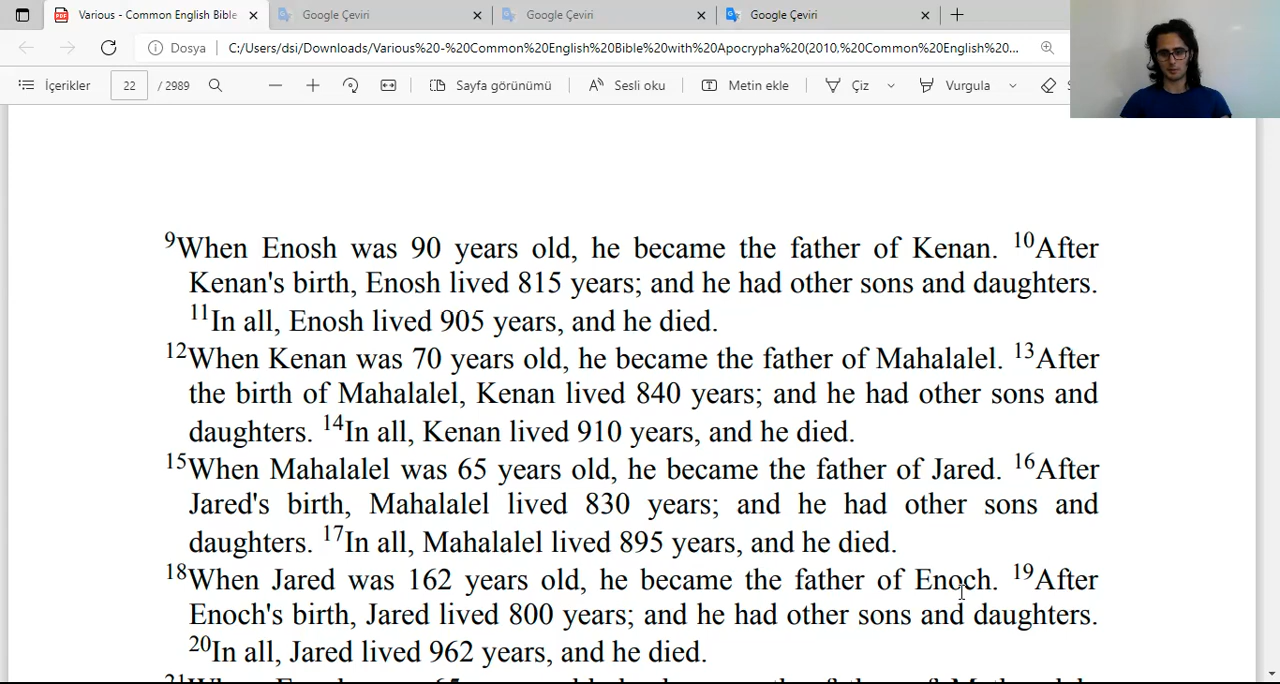 Various - Common English Bible
Google Çeviri
Google Çeviri
Google Çeviri
Dosya C:/Users/dsi/Downloads/Various%20-%20Common%20English%20Bible%20with%20Apocrypha%20(2010,%20Common%20English%20...
İçerikler 22 / 2989 Sayfa görünümü Sesli oku Metin ekle Çiz Vurgula
9When Enosh was 90 years old, he became the father of Kenan. 10After
Kenan's birth, Enosh lived 815 years; and he had other sons and daughters.
11In all, Enosh lived 905 years, and he died.
12When Kenan was 70 years old, he became the father of Mahalalel. 13After
the birth of Mahalalel, Kenan lived 840 years; and he had other sons and
daughters. 14In all, Kenan lived 910 years, and he died.
15When Mahalalel was 65 years old, he became the father of Jared. 16After
Jared's birth, Mahalalel lived 830 years; and he had other sons and
daughters. 17In all, Mahalalel lived 895 years, and he died.
18When Jared was 162 years old, he became the father of Enoch. 19After
Enoch's birth, Jared lived 800 years; and he had other sons and daughters.
20In all, Jared lived 962 years, and he died.